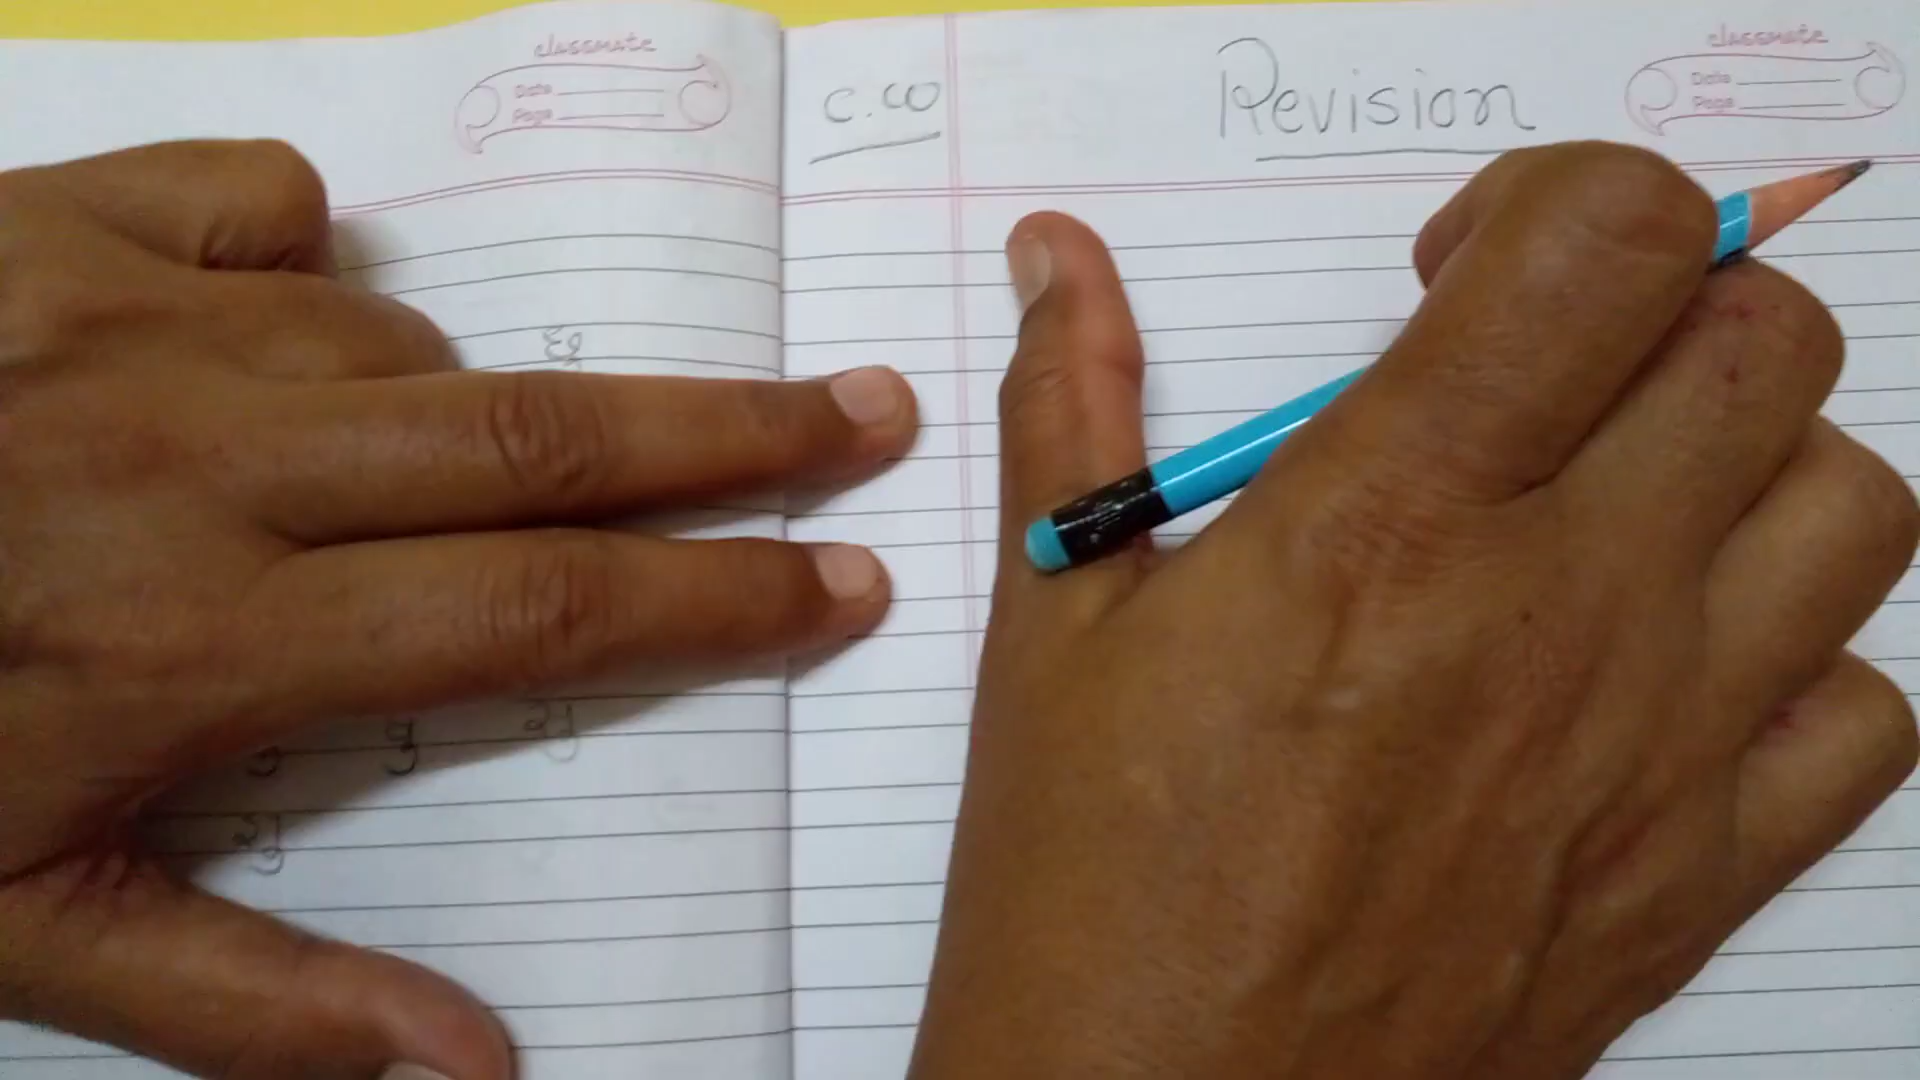 classmate
Date
Page
C.W
Revision
classmate
Date
Page